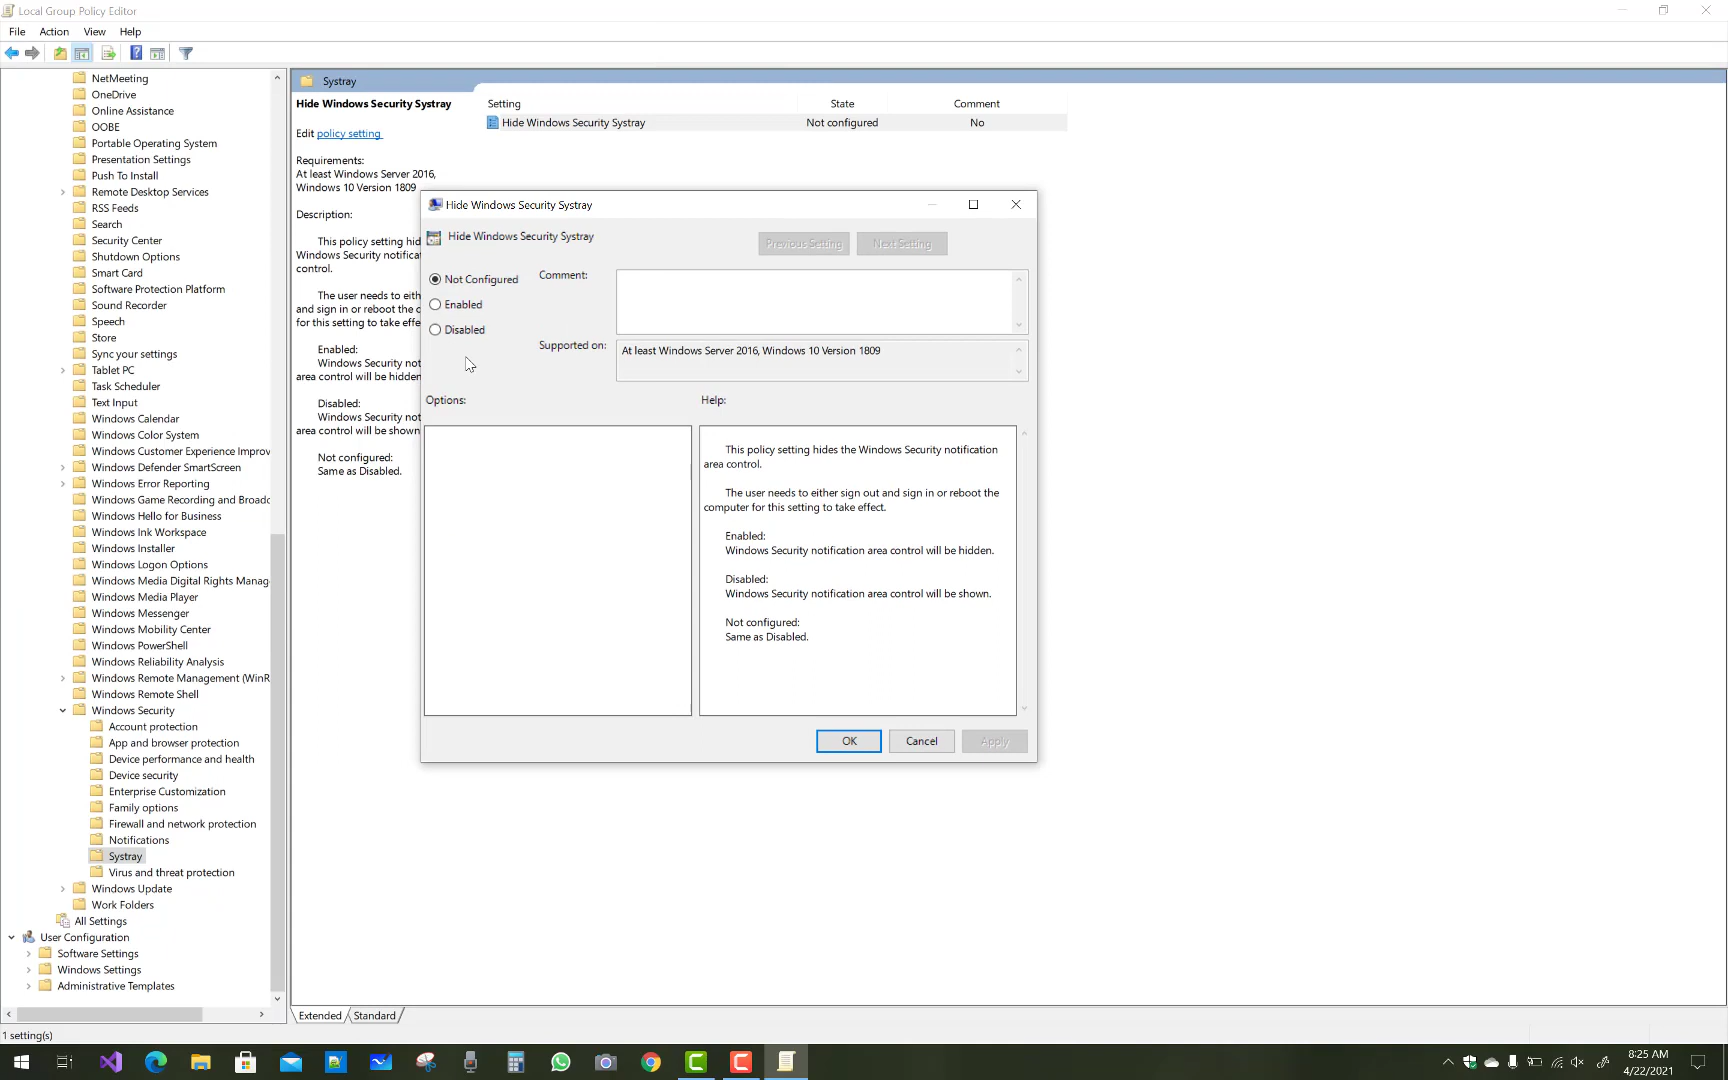 Local Group Policy Editor
File Action View Help
NetMeeting
OneDrive
Online Assistance
OOBE
Portable Operating System
Presentation Settings
Push To Install
Remote Desktop Services
RSS Feeds
Search
Security Center
Shutdown Options
Smart Card
Software Protection Platform
Sound Recorder
Speech
Store
Sync your settings
Tablet PC
Task Scheduler
Text Input
Windows Calendar
Windows Color System
Windows Customer Experience Improv
Windows Defender SmartScreen
Windows Error Reporting
Windows Game Recording and Broadc
Windows Hello for Business
Windows Ink Workspace
Windows Installer
Windows Logon Options
Windows Media Digital Rights Manag
Windows Media Player
Windows Messenger
Windows Mobility Center
Windows PowerShell
Windows Reliability Analysis
Windows Remote Management (WinR
Windows Remote Shell
Windows Security
Account protection
App and browser protection
Device performance and health
Device security
Enterprise Customization
Family options
Firewall and network protection
Notifications
Systray
Virus and threat protection
Windows Update
Work Folders
All Settings
User Configuration
Software Settings
Windows Settings
Administrative Templates
Systray
Hide Windows Security Systray
Edit policy setting
Requirements:
At least Windows Server 2016,
Windows 10 Version 1809
Description:
This policy setting hid
Windows Security notificat
control.
The user needs to eith
and sign in or reboot the c
for this setting to take effe
Enabled:
Windows Security not
area control will be hidden
Disabled:
Windows Security not
area control will be shown
Not configured:
Same as Disabled.
Setting State Comment
Hide Windows Security Systray Not configured No
Hide Windows Security Systray
Hide Windows Security Systray
Previous Setting Next Setting
Not Configured
Enabled
Disabled
Comment:
Supported on:
At least Windows Server 2016, Windows 10 Version 1809
Options:
Help:
This policy setting hides the Windows Security notification
area control.
The user needs to either sign out and sign in or reboot the
computer for this setting to take effect.
Enabled:
Windows Security notification area control will be hidden.
Disabled:
Windows Security notification area control will be shown.
Not configured:
Same as Disabled.
OK Cancel Apply
Extended Standard
1 setting(s)
8:25 AM
4/22/2021